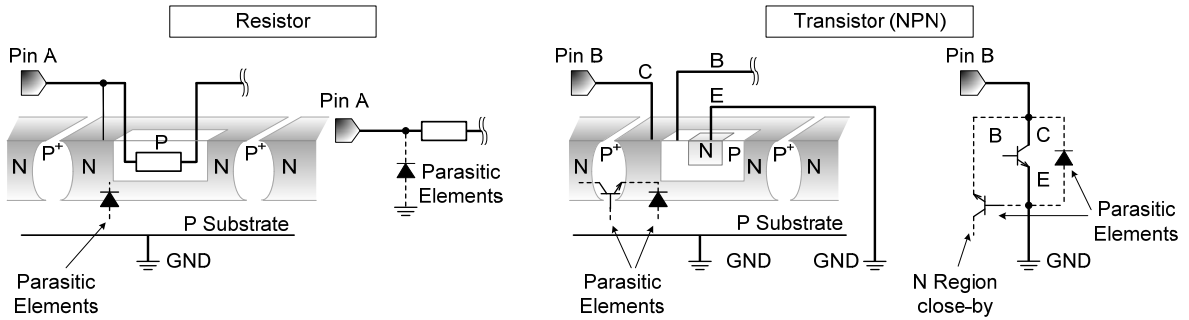 Resistor
Transistor (NPN)
Pin A
Pin A
N
P+
N
P
N
P+
N
Parasitic
Elements
P Substrate
GND
Parasitic
Elements
Pin B
C
B
E
N
P+
N
N
P
P+
N
N
P Substrate
GND
GND
Parasitic
Elements
Pin B
B
C
E
Parasitic
Elements
GND
N Region
close-by